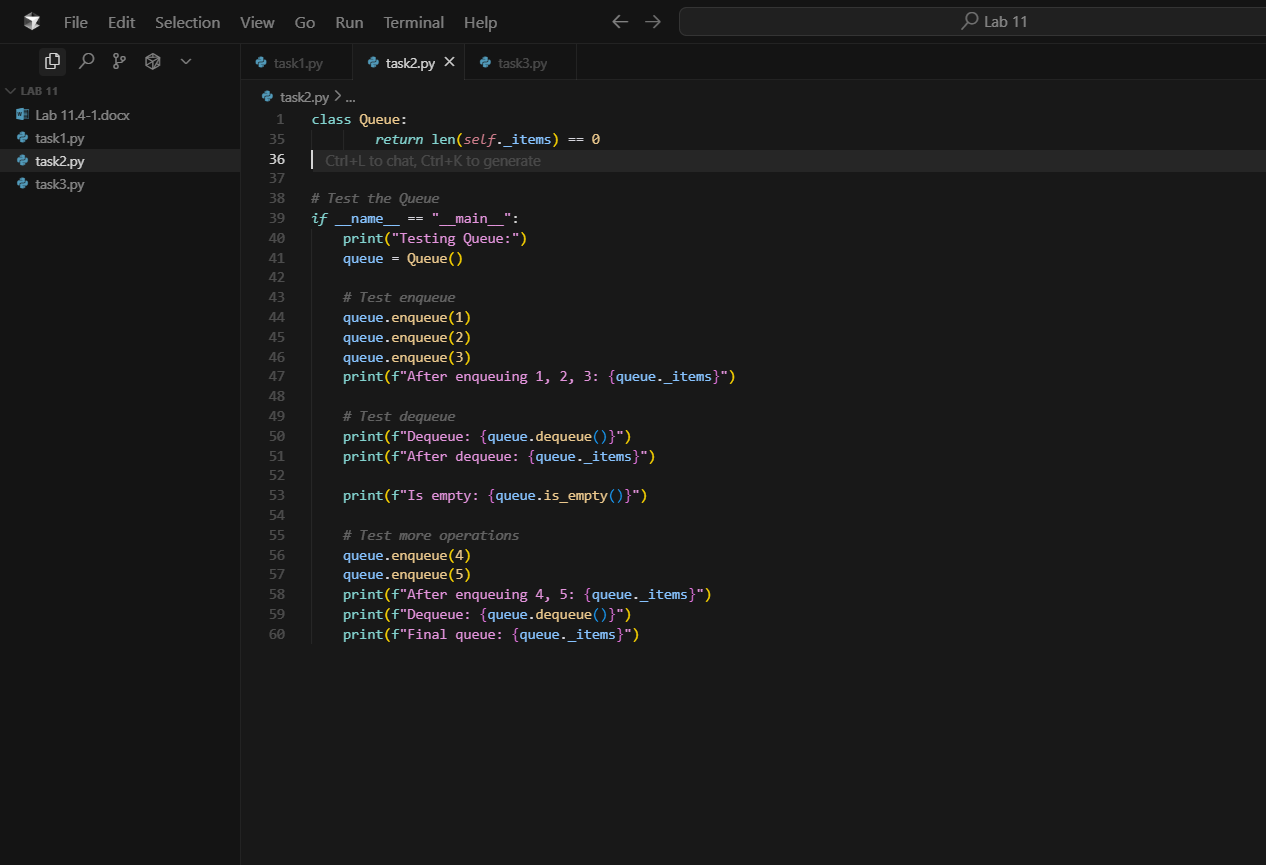 File Edit Selection View Go Run Terminal Help
Lab 11
LAB 11
Lab 11.4-1.docx
task1.py
task2.py
task3.py
task1.py task2.py task3.py
task2.py > ...
1 class Queue:
35 return len(self._items) == 0
36 Ctrl+L to chat, Ctrl+K to generate
37
38 # Test the Queue
39 if __name__ == "__main__":
40 print("Testing Queue:")
41 queue = Queue()
42
43 # Test enqueue
44 queue.enqueue(1)
45 queue.enqueue(2)
46 queue.enqueue(3)
47 print(f"After enqueuing 1, 2, 3: {queue._items}")
48
49 # Test dequeue
50 print(f"Dequeue: {queue.dequeue()}")
51 print(f"After dequeue: {queue._items}")
52
53 print(f"Is empty: {queue.is_empty()}")
54
55 # Test more operations
56 queue.enqueue(4)
57 queue.enqueue(5)
58 print(f"After enqueuing 4, 5: {queue._items}")
59 print(f"Dequeue: {queue.dequeue()}")
60 print(f"Final queue: {queue._items}")